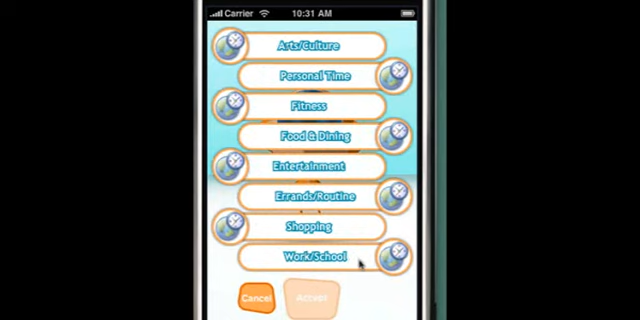 Carrier 10:31 AM
Arts/Culture
Personal Time
Fitness
Food & Dining
Entertainment
Errands/Routine
Shopping
Work/School
Cancel Accept